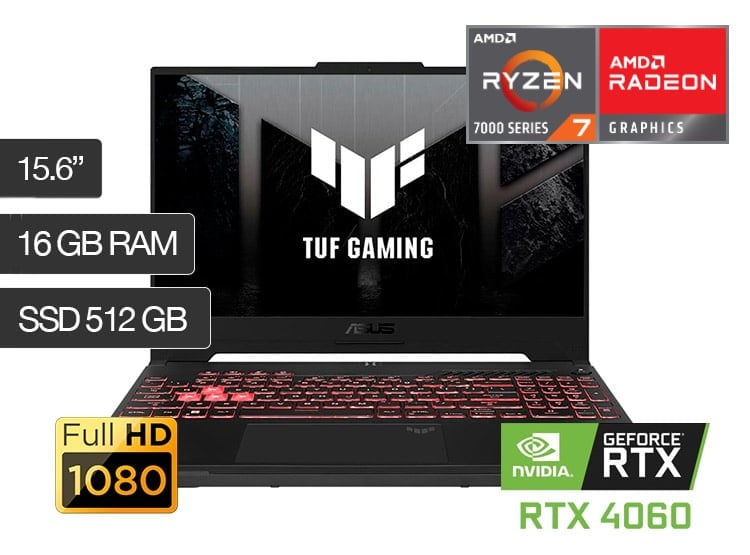 AMD
RYZEN
7000 SERIES 7
AMD
RADEON
GRAPHICS
15.6”
16 GB RAM
SSD 512 GB
TUF GAMING
ASUS
Full HD
1080
NVIDIA.
GEFORCE
RTX
RTX 4060